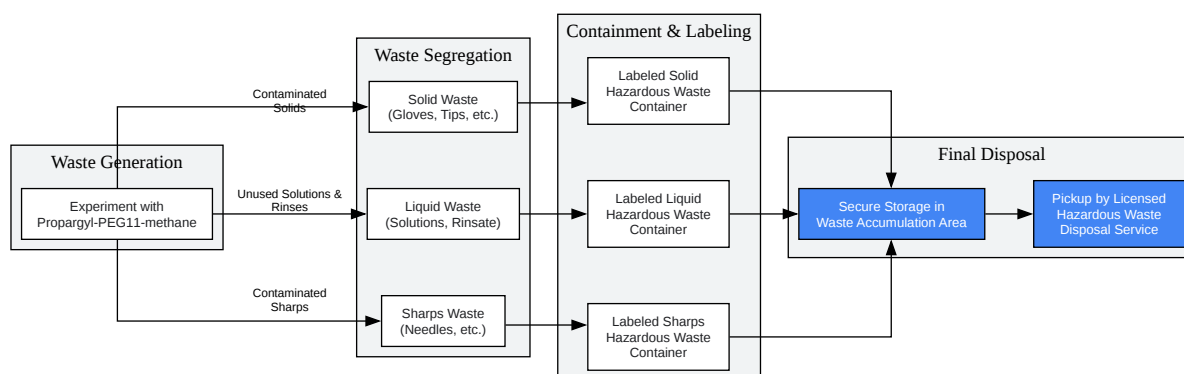 Waste Generation
Experiment with
Propargyl-PEG11-methane
Contaminated
Solids
Unused Solutions &
Rinses
Contaminated
Sharps
Waste Segregation
Solid Waste
(Gloves, Tips, etc.)
Liquid Waste
(Solutions, Rinsate)
Sharps Waste
(Needles, etc.)
Containment & Labeling
Labeled Solid
Hazardous Waste
Container
Labeled Liquid
Hazardous Waste
Container
Labeled Sharps
Hazardous Waste
Container
Final Disposal
Secure Storage in
Waste Accumulation Area
Pickup by Licensed
Hazardous Waste
Disposal Service